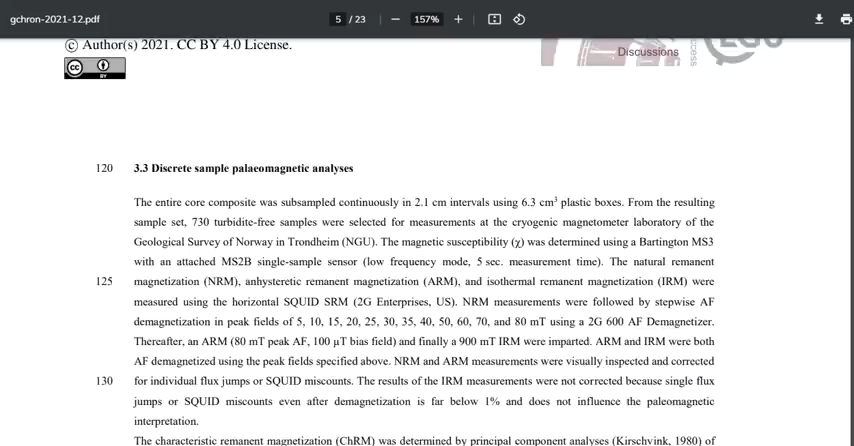 gchron-2021-12.pdf
5 / 23
157%
© Author(s) 2021. CC BY 4.0 License.
cc BY
Discussions
EGU
120 3.3 Discrete sample palaeomagnetic analyses
The entire core composite was subsampled continuously in 2.1 cm intervals using 6.3 cm³ plastic boxes. From the resulting
sample set, 730 turbidite-free samples were selected for measurements at the cryogenic magnetometer laboratory of the
Geological Survey of Norway in Trondheim (NGU). The magnetic susceptibility (χ) was determined using a Bartington MS3
with an attached MS2B single-sample sensor (low frequency mode, 5 sec. measurement time). The natural remanent
125 magnetization (NRM), anhysteretic remanent magnetization (ARM), and isothermal remanent magnetization (IRM) were
measured using the horizontal SQUID SRM (2G Enterprises, US). NRM measurements were followed by stepwise AF
demagnetization in peak fields of 5, 10, 15, 20, 25, 30, 35, 40, 50, 60, 70, and 80 mT using a 2G 600 AF Demagnetizer.
Thereafter, an ARM (80 mT peak AF, 100 µT bias field) and finally a 900 mT IRM were imparted. ARM and IRM were both
AF demagnetized using the peak fields specified above. NRM and ARM measurements were visually inspected and corrected
130 for individual flux jumps or SQUID miscounts. The results of the IRM measurements were not corrected because single flux
jumps or SQUID miscounts even after demagnetization is far below 1% and does not influence the paleomagnetic
interpretation.
The characteristic remanent magnetization (ChRM) was determined by principal component analyses (Kirschvink, 1980) of